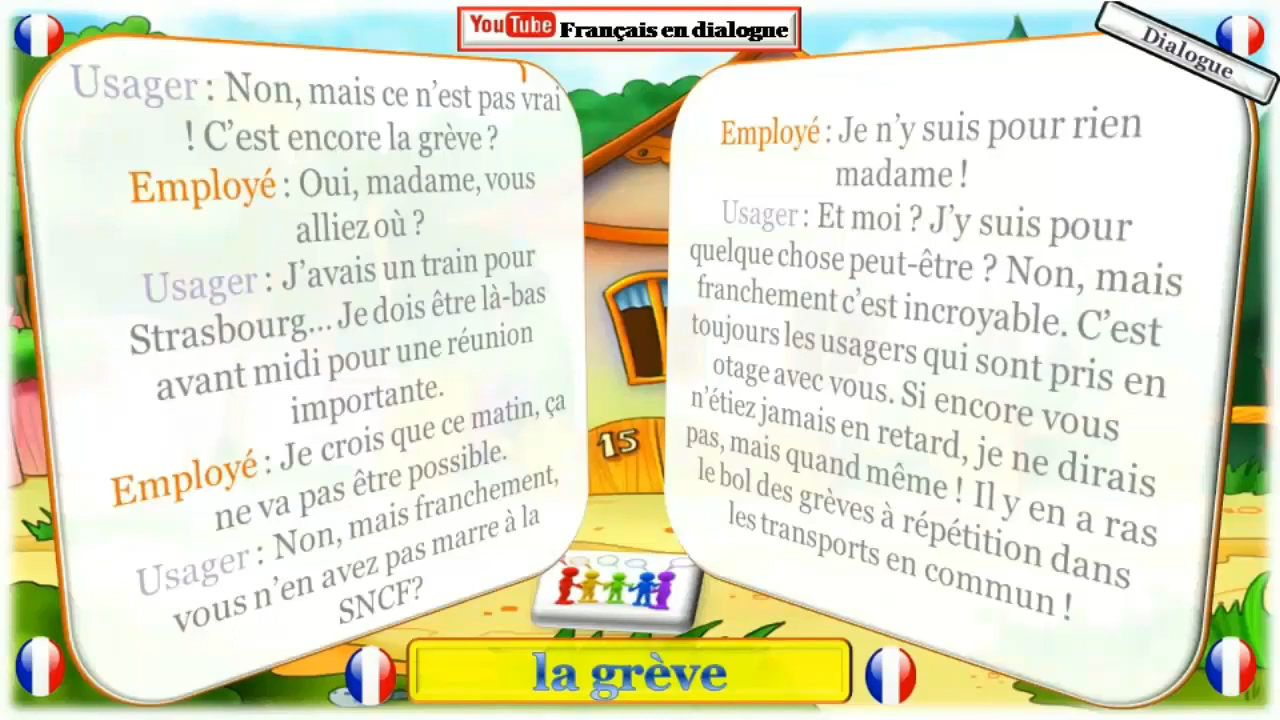 YouTube Français en dialogue
Dialogue
Usager : Non, mais ce n'est pas vrai
! C'est encore la grève ?
Employé : Oui, madame, vous
alliez où ?
Usager : J'avais un train pour
Strasbourg... Je dois être là-bas
avant midi pour une réunion
importante.
Employé : Je crois que ce matin, ça
ne va pas être possible.
Usager : Non, mais franchement,
vous n'en avez pas marre à la
SNCF?
Employé : Je n'y suis pour rien
madame !
Usager : Et moi ? J'y suis pour
quelque chose peut-être ? Non, mais
franchement c'est incroyable. C'est
toujours les usagers qui sont pris en
otage avec vous. Si encore vous
n'étiez jamais en retard, je ne dirais
pas, mais quand même ! Il y en a ras
le bol des grèves à répétition dans
les transports en commun !
15
la grève